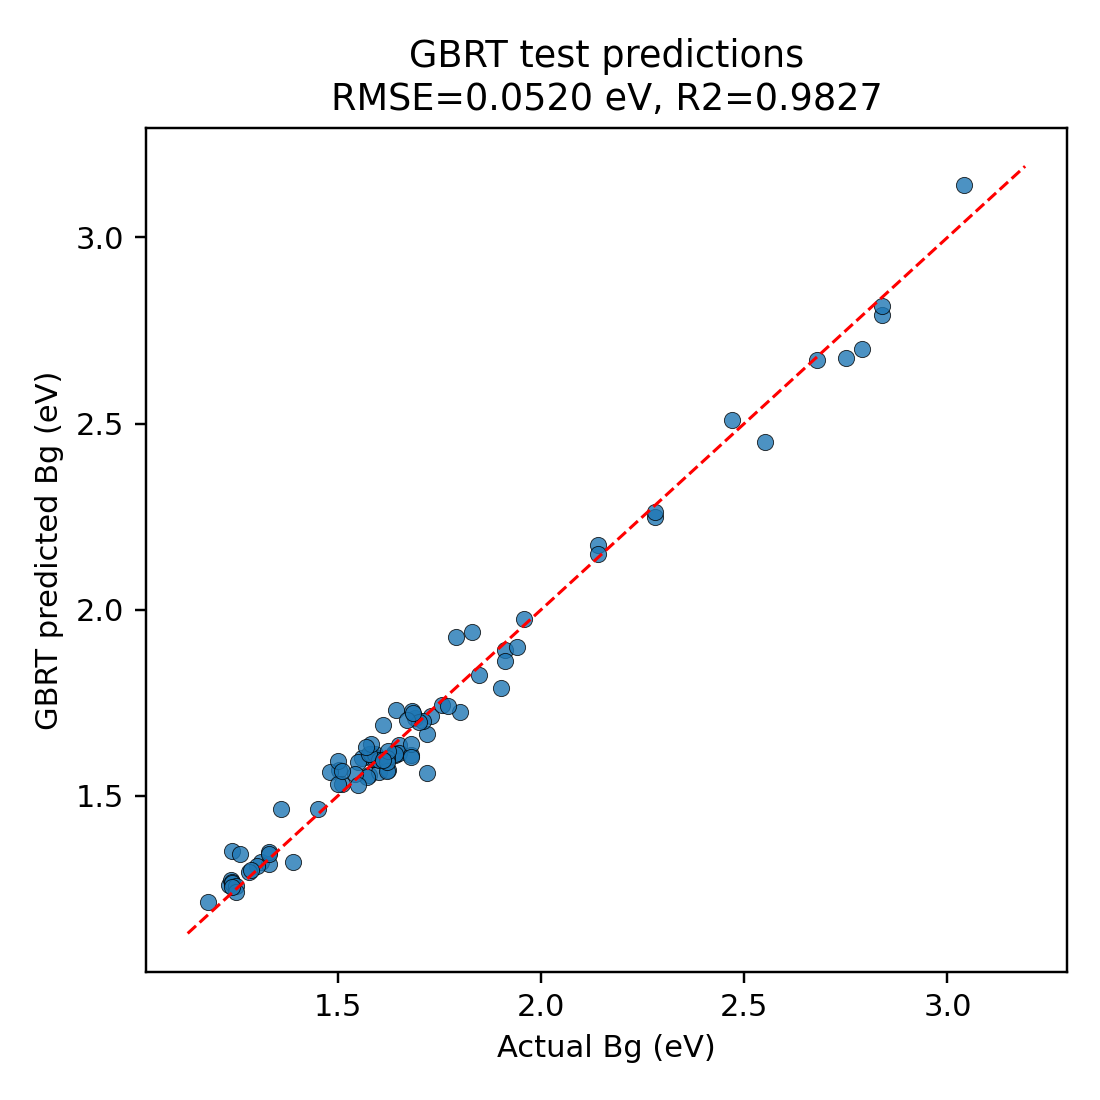 GBRT test predictions
RMSE=0.0520 eV, R2=0.9827
3.0
2.5
2.0
1.5
GBRT predicted Bg (eV)
1.5 2.0 2.5 3.0
Actual Bg (eV)